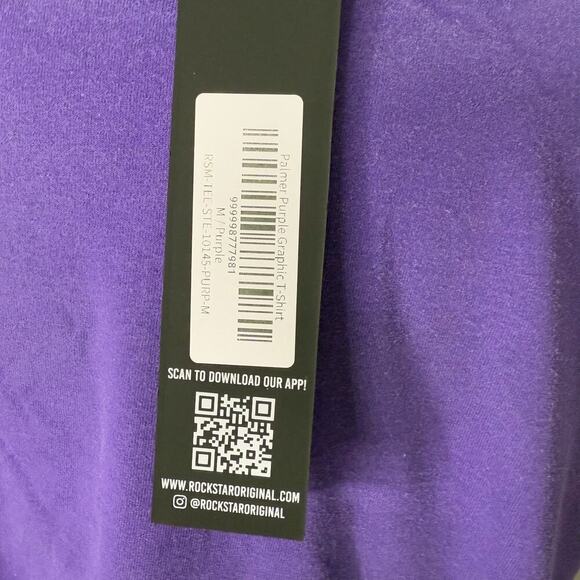 Palmer Purple Graphic T-Shirt
999998777981
M / Purple
RSM-TEE-STE-10145-PURP-M
SCAN TO DOWNLOAD OUR APP!
WWW.ROCKSTARORIGINAL.COM
@ROCKSTARORIGINAL